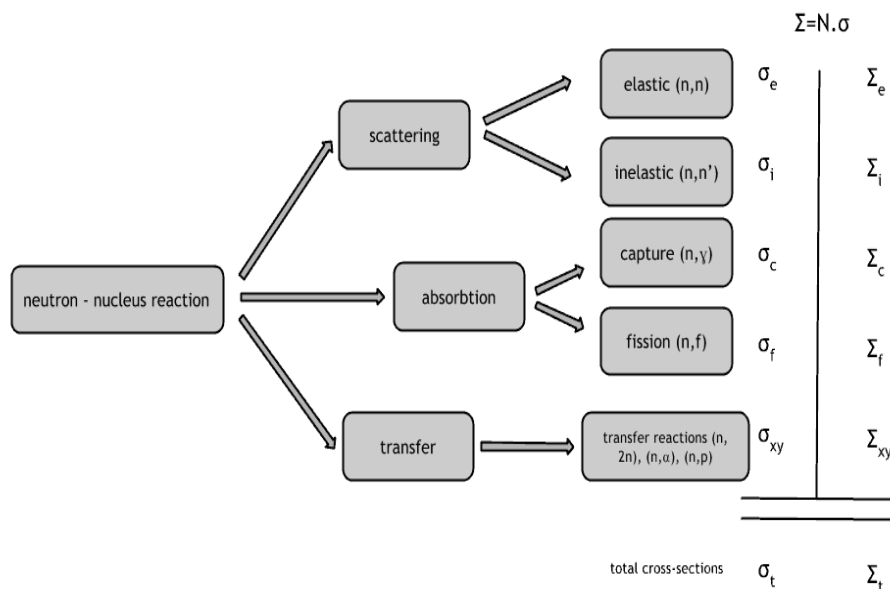 Σ=N.σ
elastic (n,n)
σe
Σe
scattering
inelastic (n,n’)
σi
Σi
capture (n,ɣ)
σc
Σc
neutron - nucleus reaction
absorbtion
fission (n,f)
σf
Σf
transfer
transfer reactions (n,
2n), (n,α), (n,p)
σxy
Σxy
total cross-sections
σt
Σt